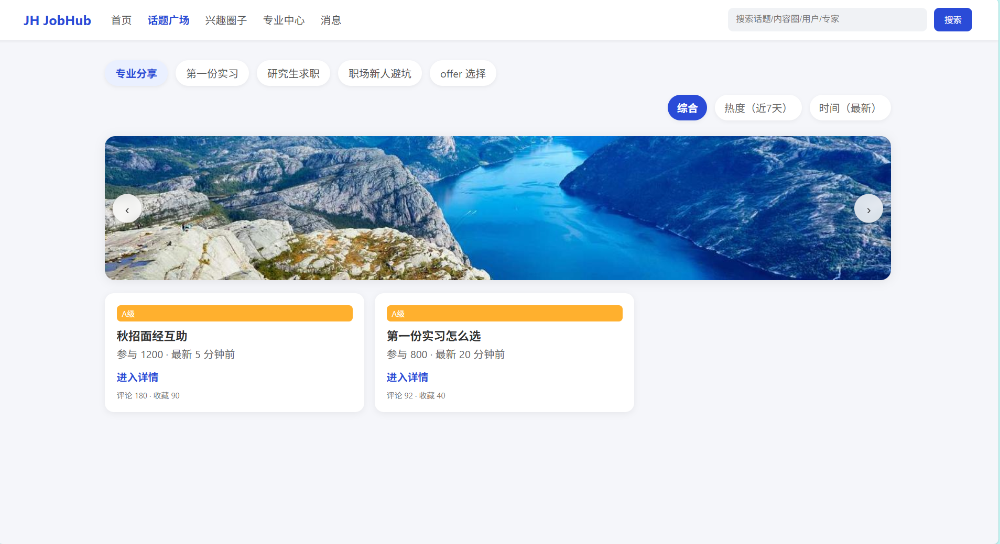 JH JobHub 首页 话题广场 兴趣圈子 专业中心 消息 搜索话题/内容圈/用户/专家 搜索
专业分享 第一份实习 研究生求职 职场新人避坑 offer 选择
综合 热度（近7天） 时间（最新）
‹ ›
A级
秋招面经互助
参与 1200 · 最新 5 分钟前
进入详情
评论 180 · 收藏 90
A级
第一份实习怎么选
参与 800 · 最新 20 分钟前
进入详情
评论 92 · 收藏 40